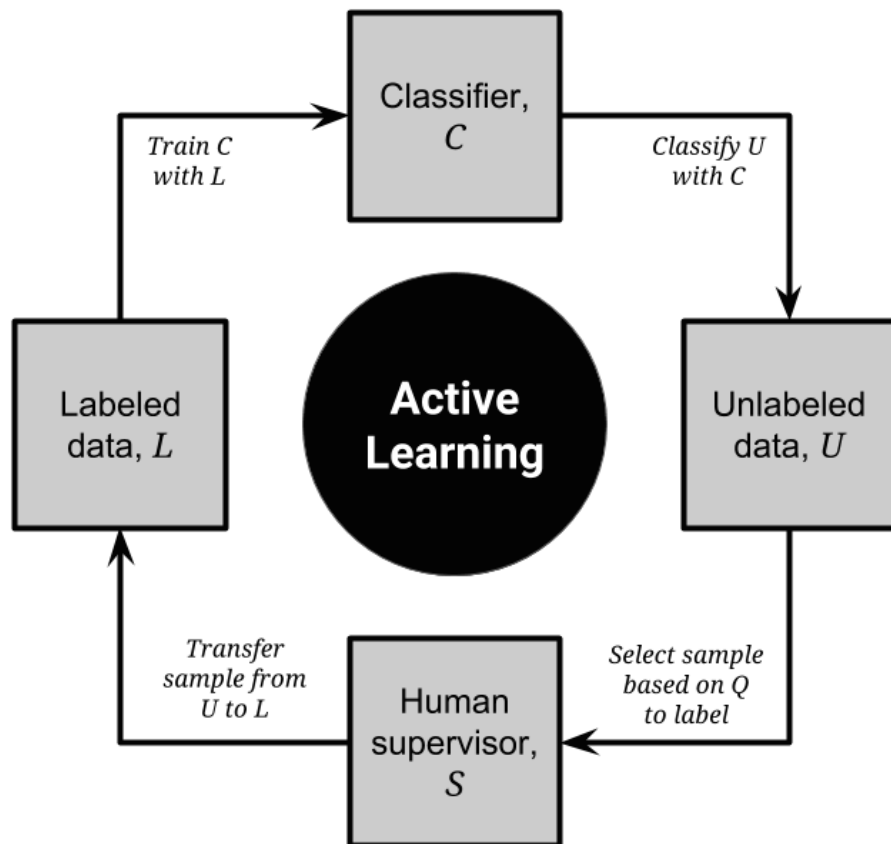 Classifier,
C
Train C
with L
Classify U
with C
Labeled
data, L
Active
Learning
Unlabeled
data, U
Transfer
sample from
U to L
Human
supervisor,
S
Select sample
based on Q
to label